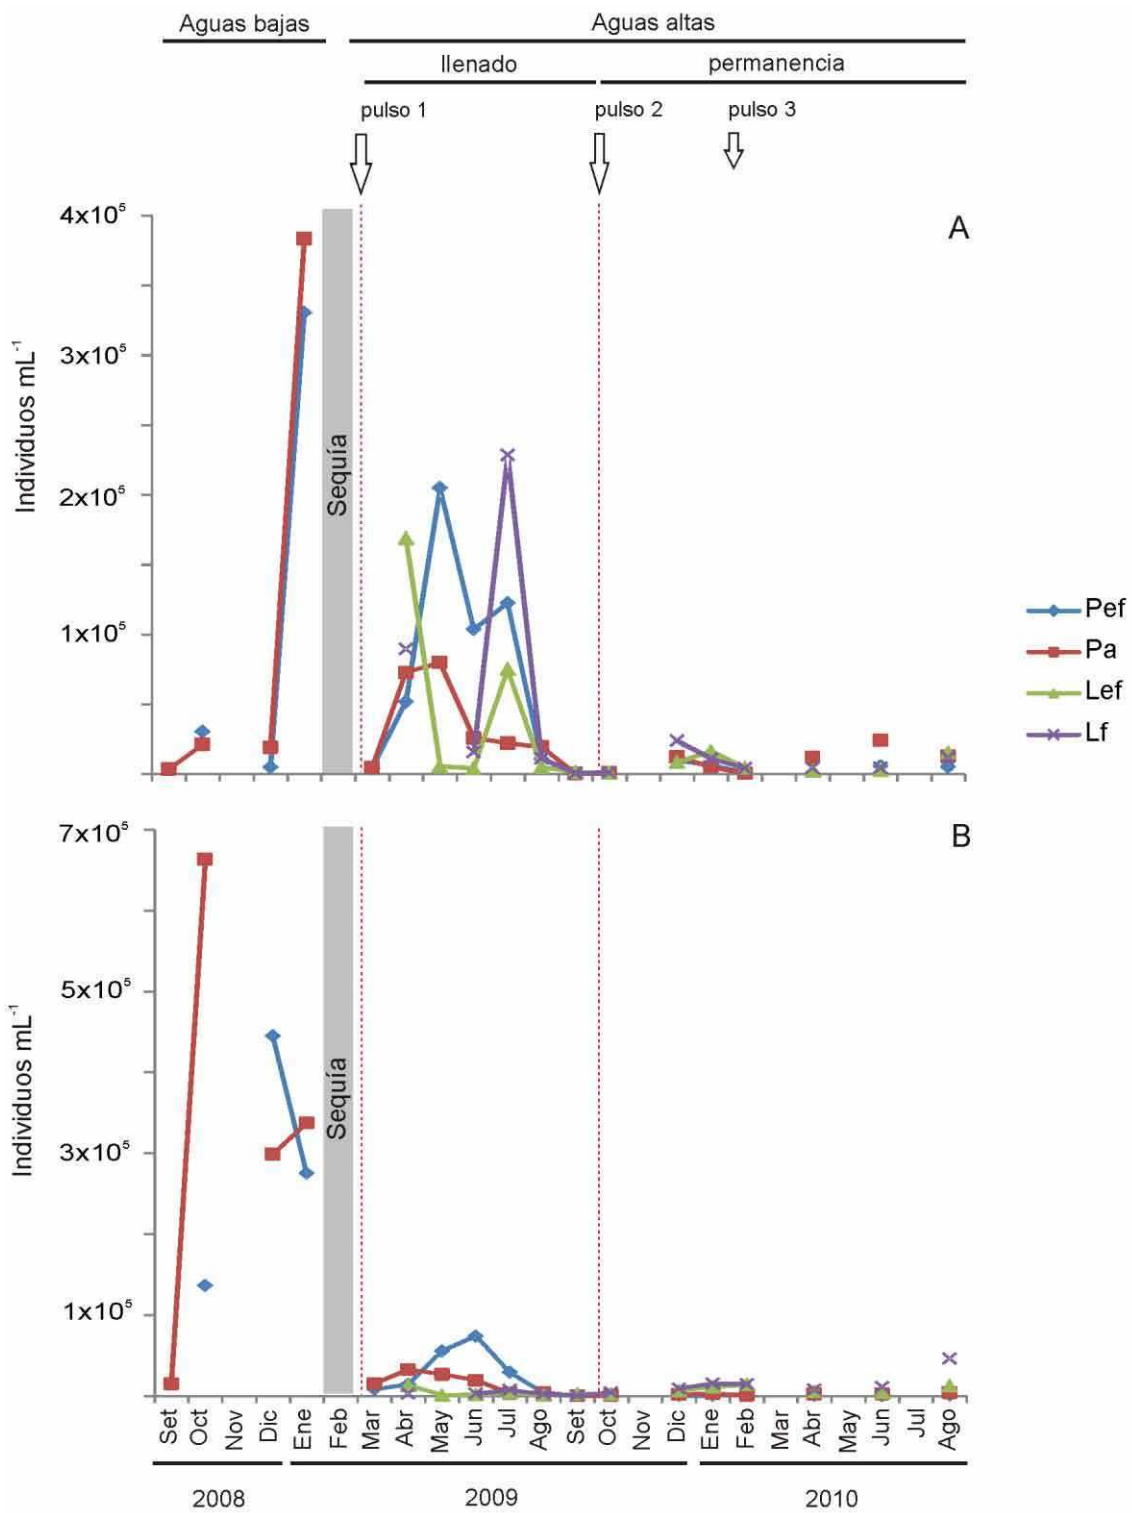 Aguas bajas
Aguas altas
llenado
permanencia
pulso 1
pulso 2
pulso 3
A
4x10⁵
3x10⁵
2x10⁵
1x10⁵
Individuos mL⁻¹
Sequía
Pef
Pa
Lef
Lf
B
7x10⁵
5x10⁵
3x10⁵
1x10⁵
Individuos mL⁻¹
Sequía
Set Oct Nov Dic Ene Feb Mar Abr May Jun Jul Ago Set Oct Nov Dic Ene Feb Mar Abr May Jun Jul Ago
2008 2009 2010